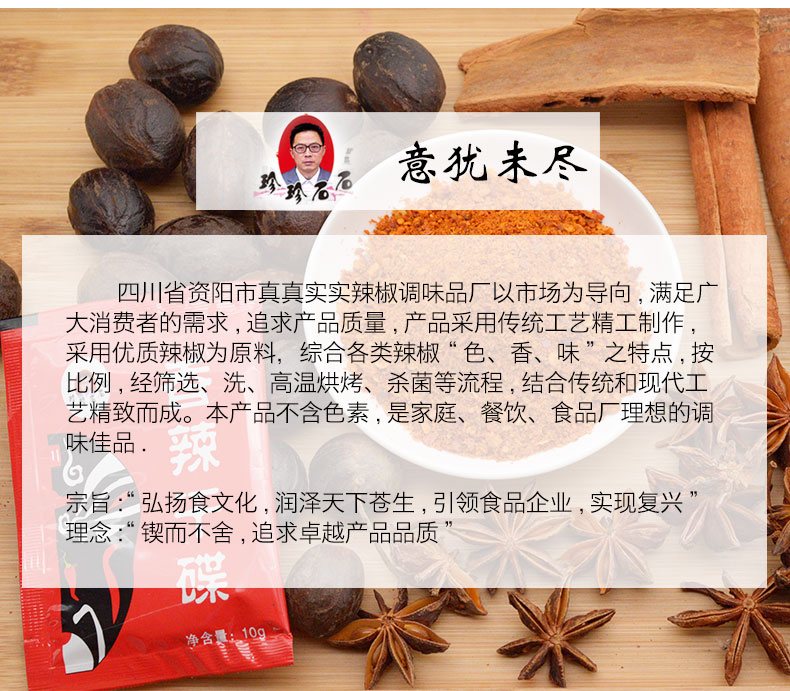 珍珍石石
意犹未尽
四川省资阳市真真实实辣椒调味品厂以市场为导向,满足广
大消费者的需求,追求产品质量,产品采用传统工艺精工制作,
采用优质辣椒为原料, 综合各类辣椒“色、香、味”之特点,按
比例,经筛选、洗、高温烘烤、杀菌等流程,结合传统和现代工
艺精致而成。本产品不含色素,是家庭、餐饮、食品厂理想的调
味佳品.
宗旨:“弘扬食文化,润泽天下苍生,引领食品企业,实现复兴”
理念:“锲而不舍,追求卓越产品品质”
香辣干碟
净含量: 10g